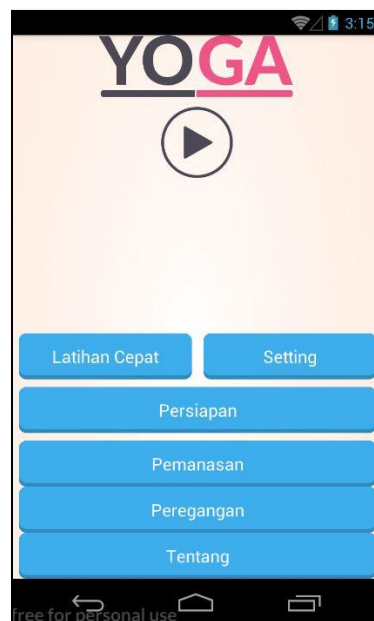 3:15
YOGA
Latihan Cepat Setting
Persiapan
Pemanasan
Peregangan
Tentang
free for personal use